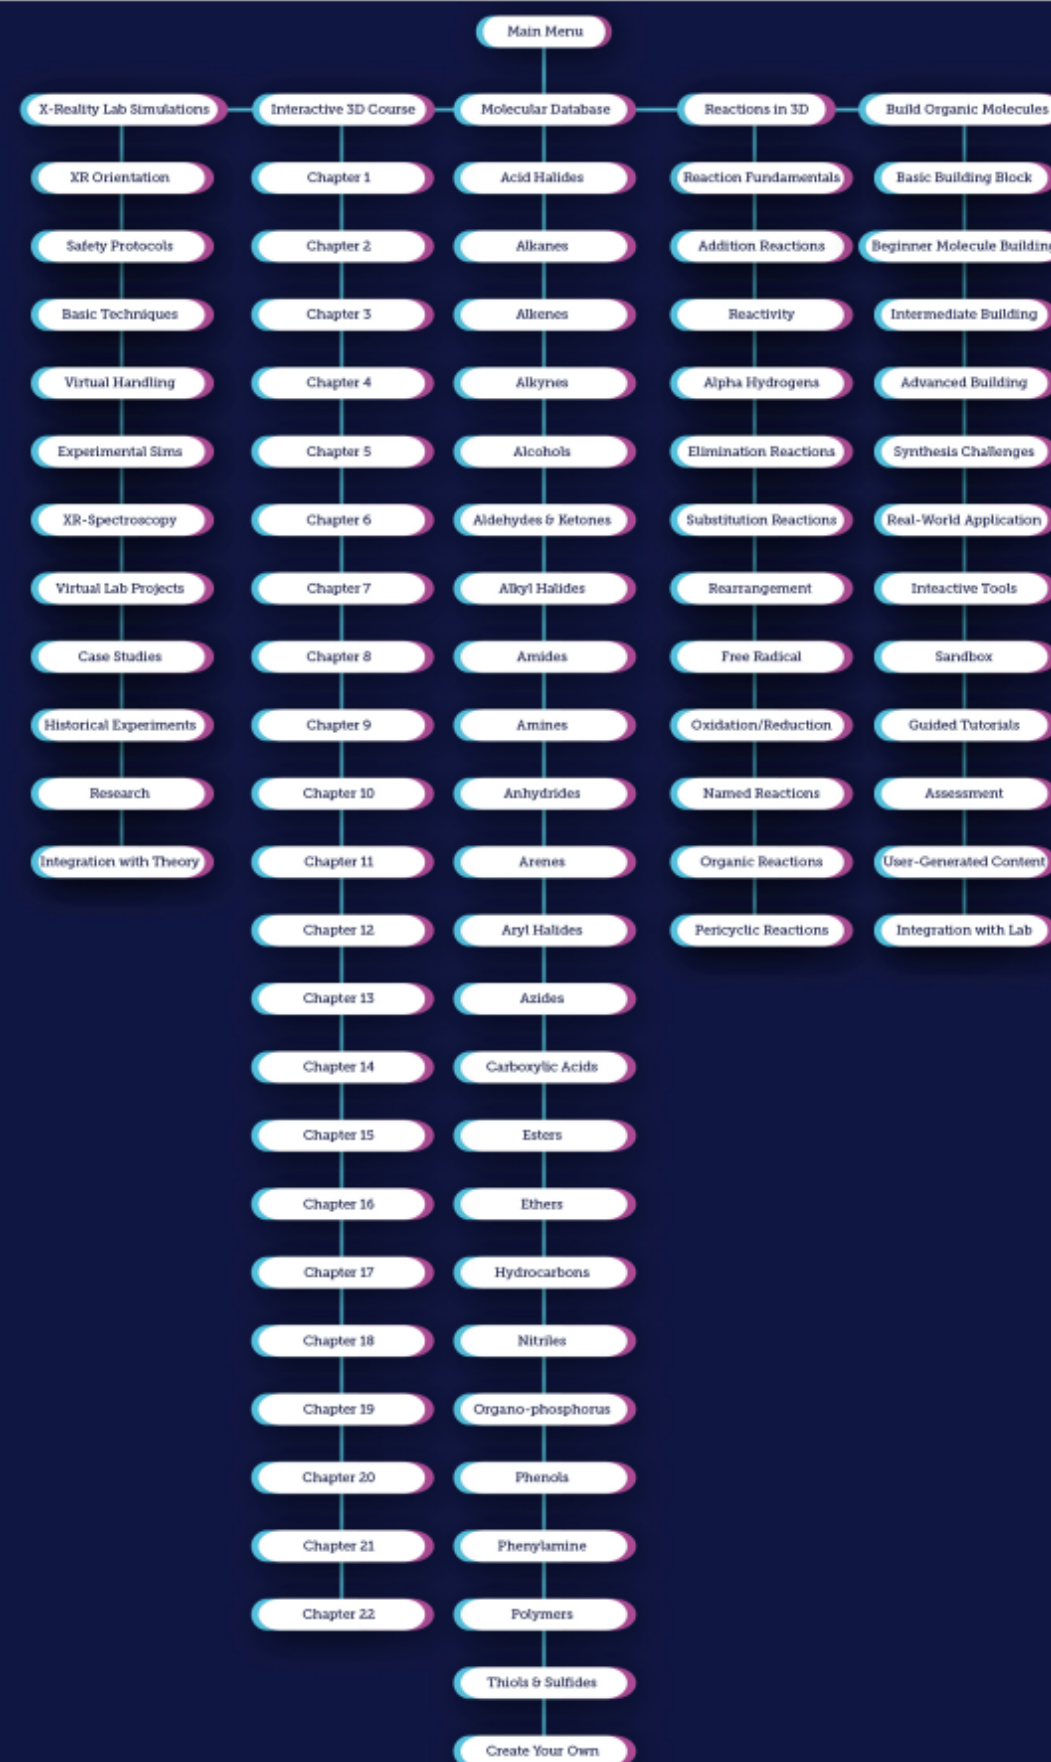 Main Menu
X-Reality Lab Simulations
Interactive 3D Course
Molecular Database
Reactions in 3D
Build Organic Molecules
XR Orientation
Safety Protocols
Basic Techniques
Virtual Handling
Experimental Sims
XR-Spectroscopy
Virtual Lab Projects
Case Studies
Historical Experiments
Research
Integration with Theory
Chapter 1
Chapter 2
Chapter 3
Chapter 4
Chapter 5
Chapter 6
Chapter 7
Chapter 8
Chapter 9
Chapter 10
Chapter 11
Chapter 12
Chapter 13
Chapter 14
Chapter 15
Chapter 16
Chapter 17
Chapter 18
Chapter 19
Chapter 20
Chapter 21
Chapter 22
Acid Halides
Alkanes
Alkenes
Alkynes
Alcohols
Aldehydes & Ketones
Alkyl Halides
Amides
Amines
Anhydrides
Arenes
Aryl Halides
Azides
Carboxylic Acids
Esters
Ethers
Hydrocarbons
Nitriles
Organo-phosphorus
Phenols
Phenylamine
Polymers
Thiols & Sulfides
Create Your Own
Reaction Fundamentals
Addition Reactions
Reactivity
Alpha Hydrogens
Elimination Reactions
Substitution Reactions
Rearrangement
Free Radical
Oxidation/Reduction
Named Reactions
Organic Reactions
Pericyclic Reactions
Basic Building Block
Beginner Molecule Building
Intermediate Building
Advanced Building
Synthesis Challenges
Real-World Application
Inteactive Tools
Sandbox
Guided Tutorials
Assessment
User-Generated Content
Integration with Lab